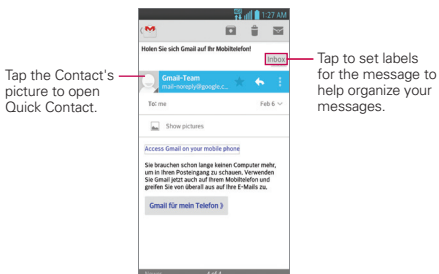 1:27 AM
Holen Sie sich Gmail auf Ihr Mobiltelefon!
Inbox
Tap the Contact's
picture to open
Quick Contact.
Gmail-Team
mail-noreply@google.c...
Tap to set labels
for the message to
help organize your
messages.
To: me
Feb 6
Show pictures
Access Gmail on your mobile phone
Sie brauchen schon lange keinen Computer mehr,
um in Ihren Posteingang zu schauen. Verwenden
Sie Gmail jetzt auch auf Ihrem Mobiltelefon und
greifen Sie von überall aus auf Ihre E-Mails zu.
Gmail für mein Telefon